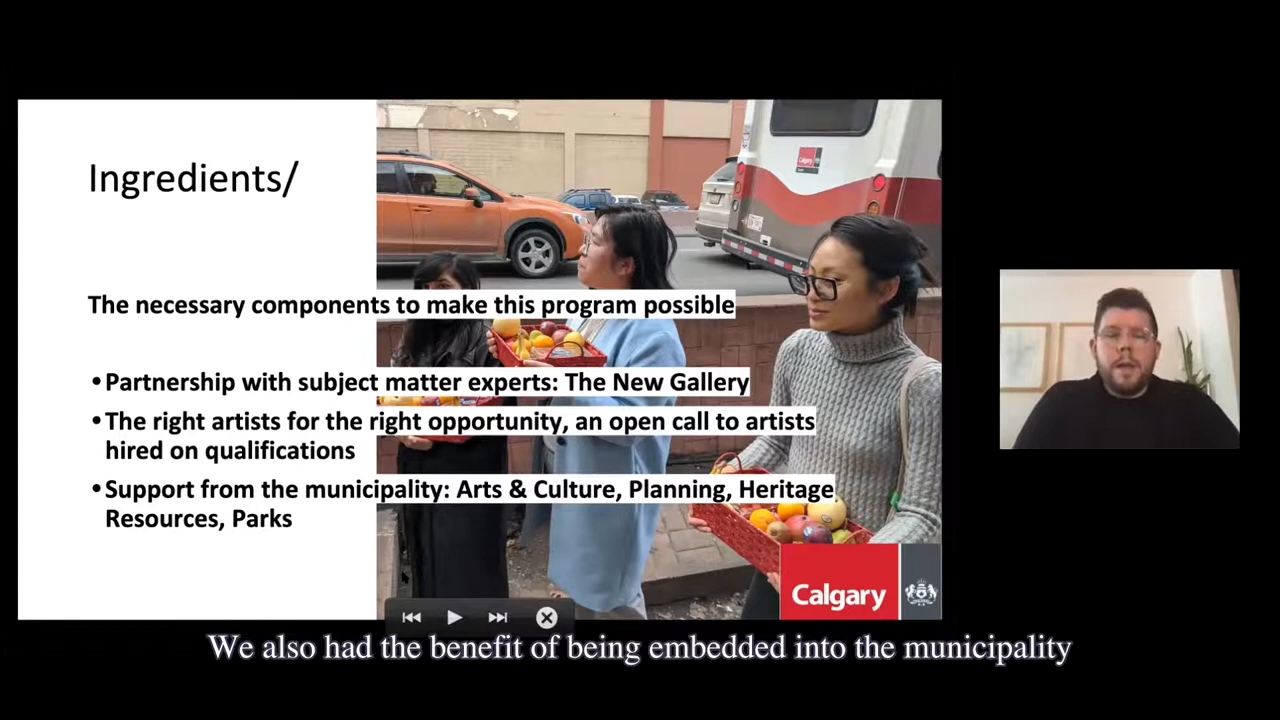 Ingredients/
Calgary
The necessary components to make this program possible
•Partnership with subject matter experts: The New Gallery
•The right artists for the right opportunity, an open call to artists
hired on qualifications
•Support from the municipality: Arts & Culture, Planning, Heritage
Resources, Parks
Calgary
We also had the benefit of being embedded into the municipality